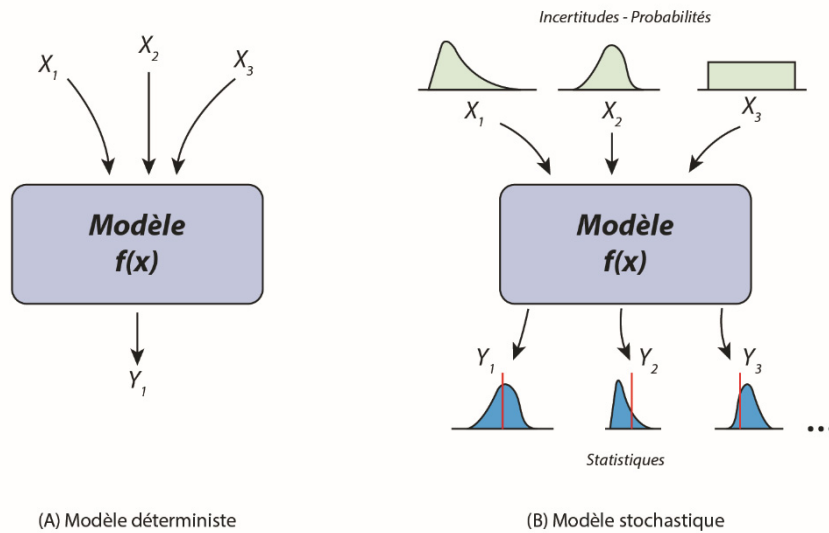 X₁
X₂
X₃
Modèle
f(x)
Y₁
(A) Modèle déterministe
Incertitudes - Probabilités
X₁
X₂
X₃
Modèle
f(x)
Y₁
Y₂
Y₃
...
Statistiques
(B) Modèle stochastique